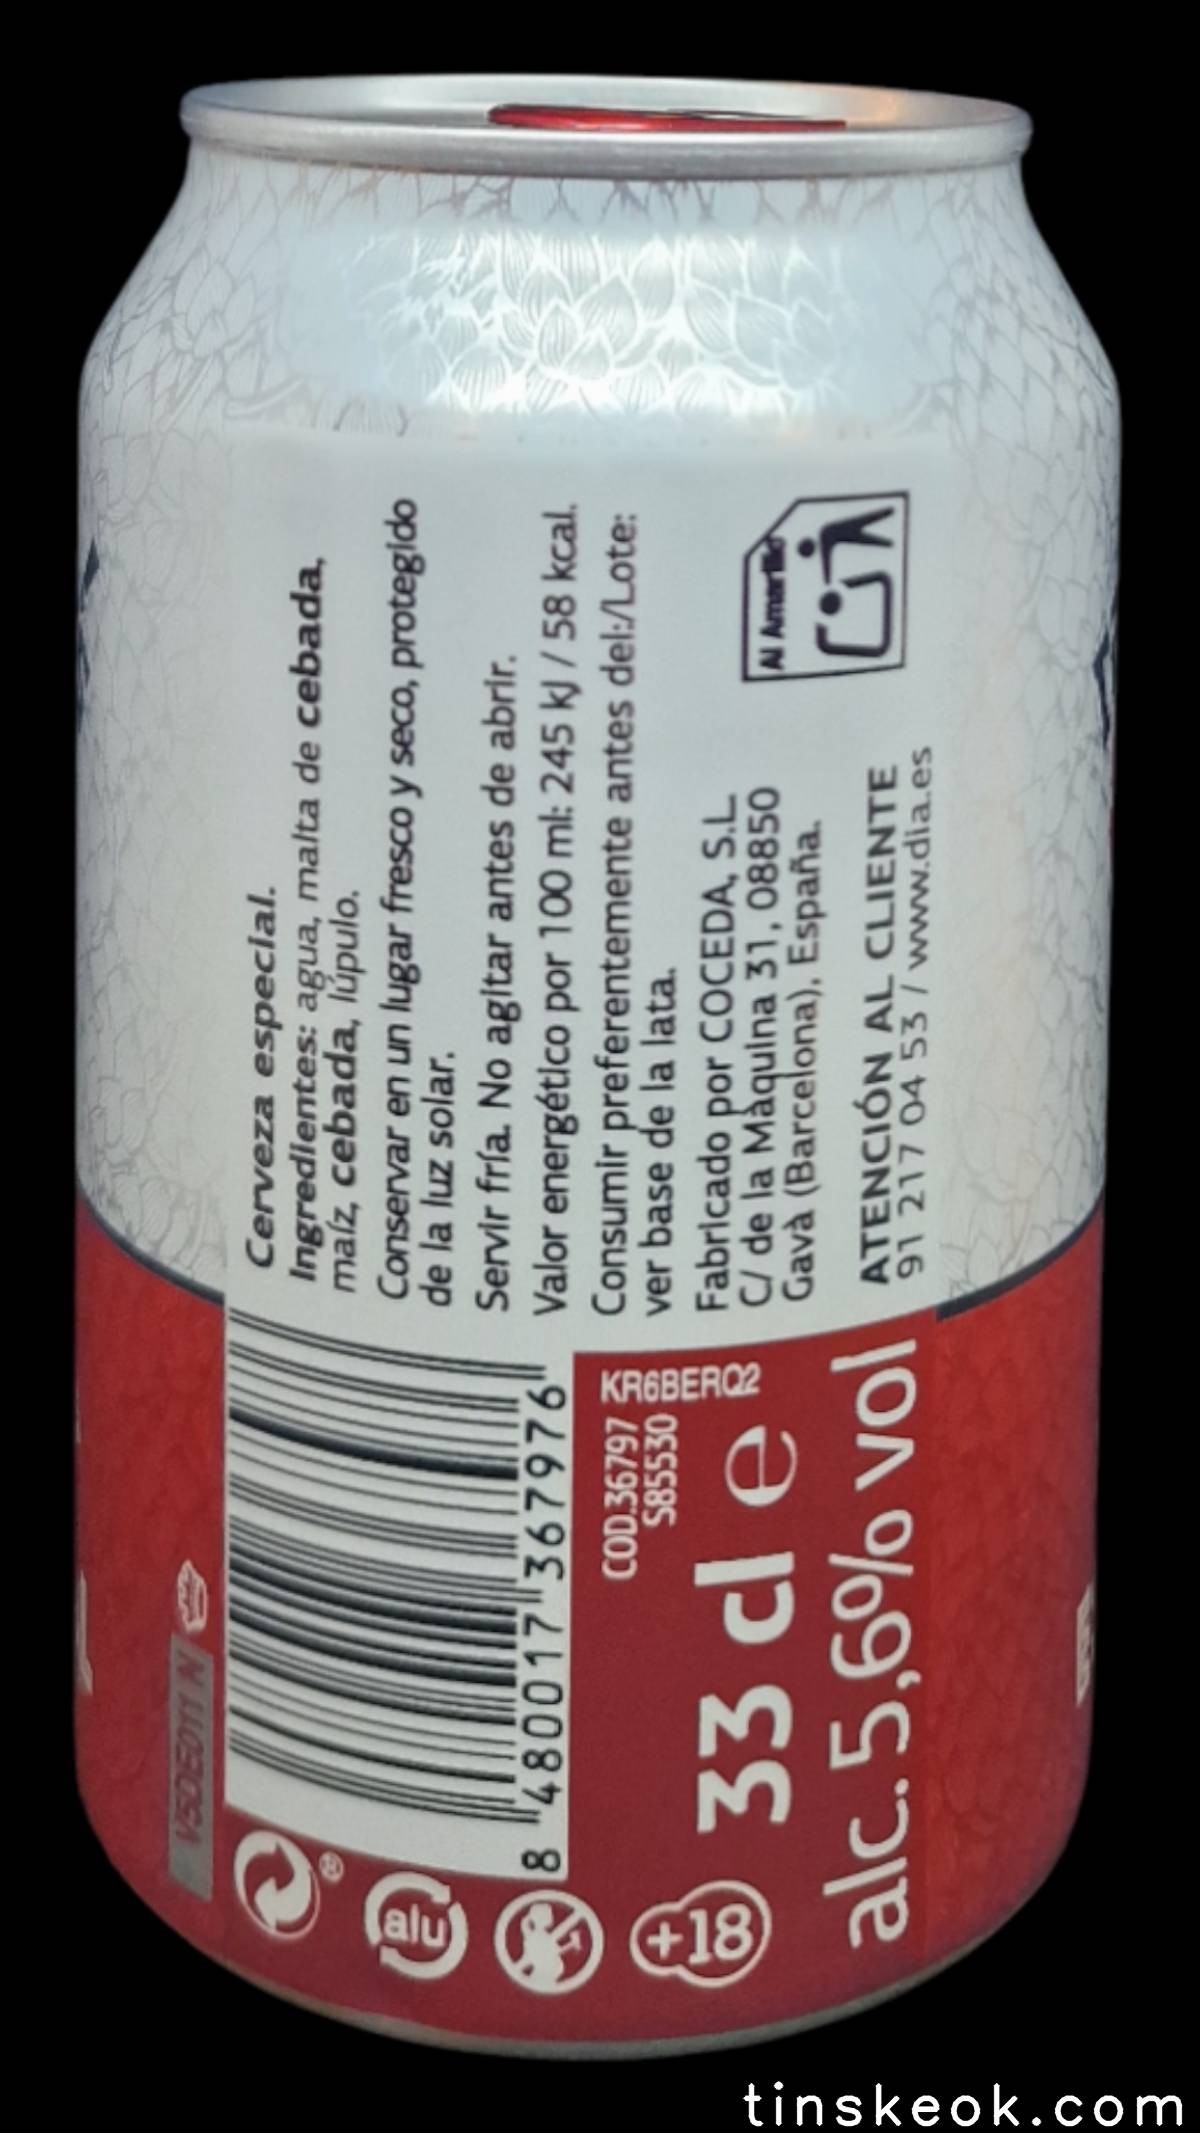 Cerveza especial.
Ingredientes: agua, malta de cebada,
maíz, cebada, lúpulo.
Conservar en un lugar fresco y seco, protegido
de la luz solar.
Servir fría. No agitar antes de abrir.
Valor energético por 100 ml: 245 kJ / 58 kcal.
Consumir preferentemente antes del:/Lote:
ver base de la lata.
Fabricado por COCEDA, S.L.
C/ de la Màquina 31, 08850
Gavà (Barcelona), España.
ATENCIÓN AL CLIENTE
91 217 04 53 / www.dia.es
Al Amarillo
8 480017 367976
COD.36797 KR6BERQ2
S85530
33 cl e
alc. 5,6% vol
+18
B/C
V5DE011 N
®
tinskeok.com